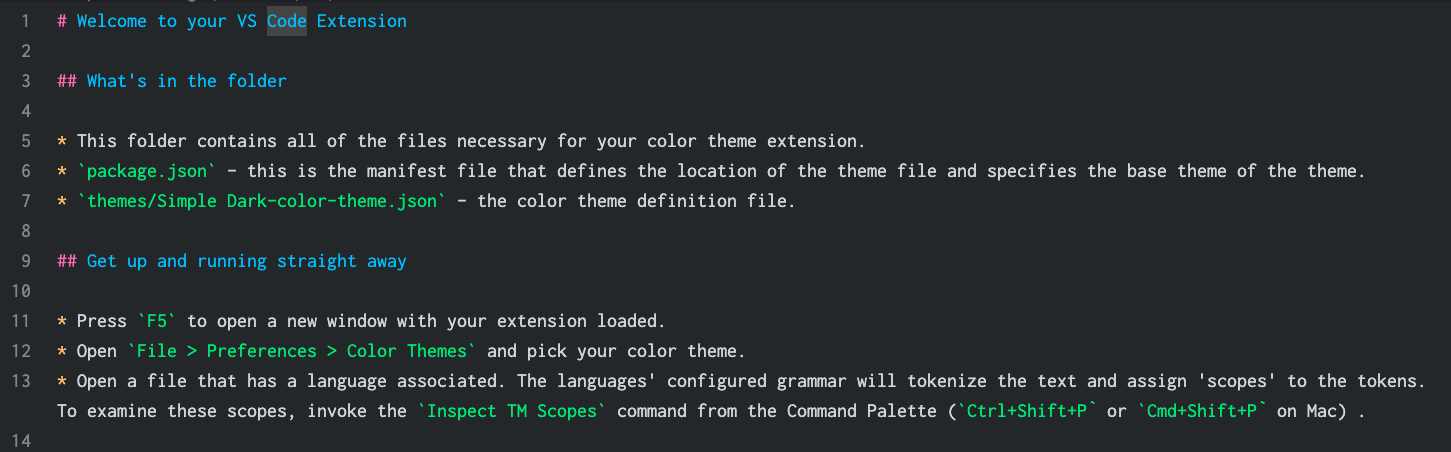 1 # Welcome to your VS Code Extension
2
3 ## What's in the folder
4
5 * This folder contains all of the files necessary for your color theme extension.
6 * `package.json` - this is the manifest file that defines the location of the theme file and specifies the base theme of the theme.
7 * `themes/Simple Dark-color-theme.json` - the color theme definition file.
8
9 ## Get up and running straight away
10
11 * Press `F5` to open a new window with your extension loaded.
12 * Open `File > Preferences > Color Themes` and pick your color theme.
13 * Open a file that has a language associated. The languages' configured grammar will tokenize the text and assign 'scopes' to the tokens.
To examine these scopes, invoke the `Inspect TM Scopes` command from the Command Palette (`Ctrl+Shift+P` or `Cmd+Shift+P` on Mac) .
14